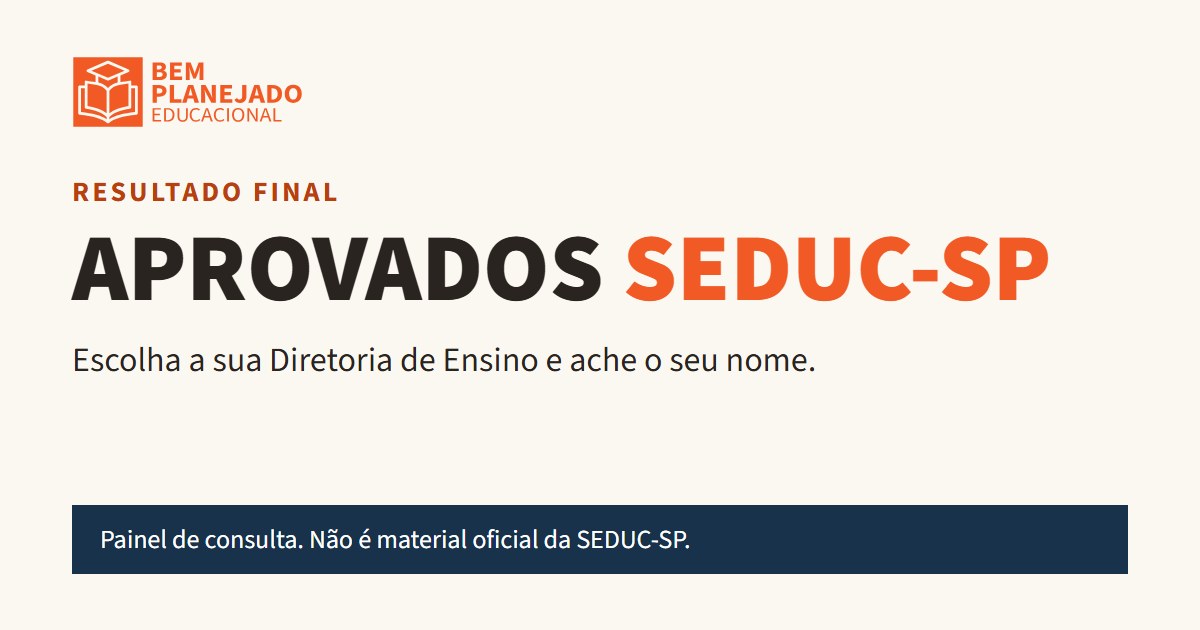 BEM
PLANEJADO
EDUCACIONAL
RESULTADO FINAL
APROVADOS SEDUC-SP
Escolha a sua Diretoria de Ensino e ache o seu nome.
Painel de consulta. Não é material oficial da SEDUC-SP.